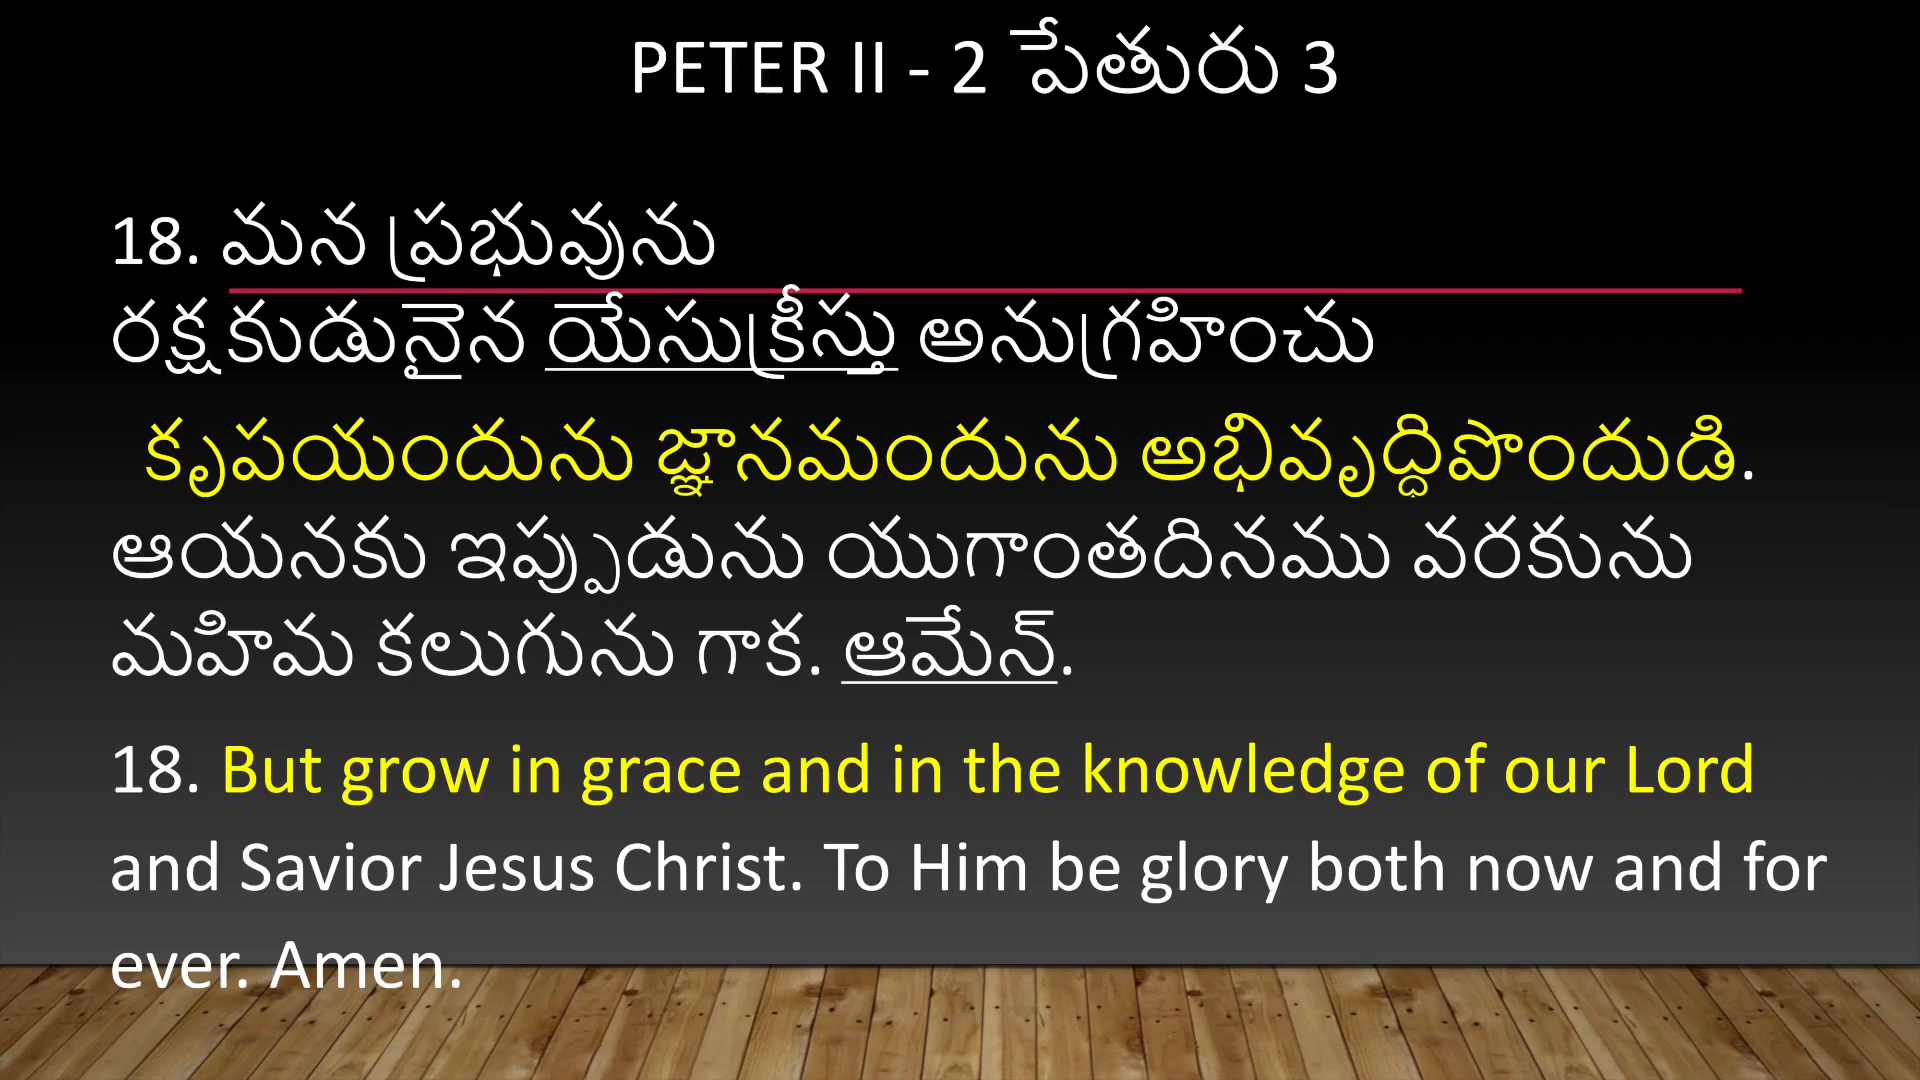 PETER II - 2 పేతురు 3
18. మన ప్రభువును
రక్షకుడునైన యేసుక్రీస్తు అనుగ్రహించు
కృపయందును జ్ఞానమందును అభివృద్ధిపొందుడి.
ఆయనకు ఇప్పుడును యుగాంతదినము వరకును
మహిమ కలుగును గాక. ఆమేన్.
18. But grow in grace and in the knowledge of our Lord
and Savior Jesus Christ. To Him be glory both now and for
ever. Amen.